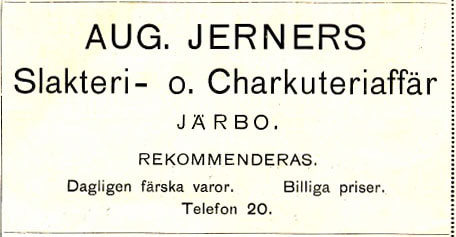 AUG. JERNERS
Slakteri- o. Charkuteriaffär
JÄRBO.
REKOMMENDERAS.
Dagligen färska varor. Billiga priser.
Telefon 20.